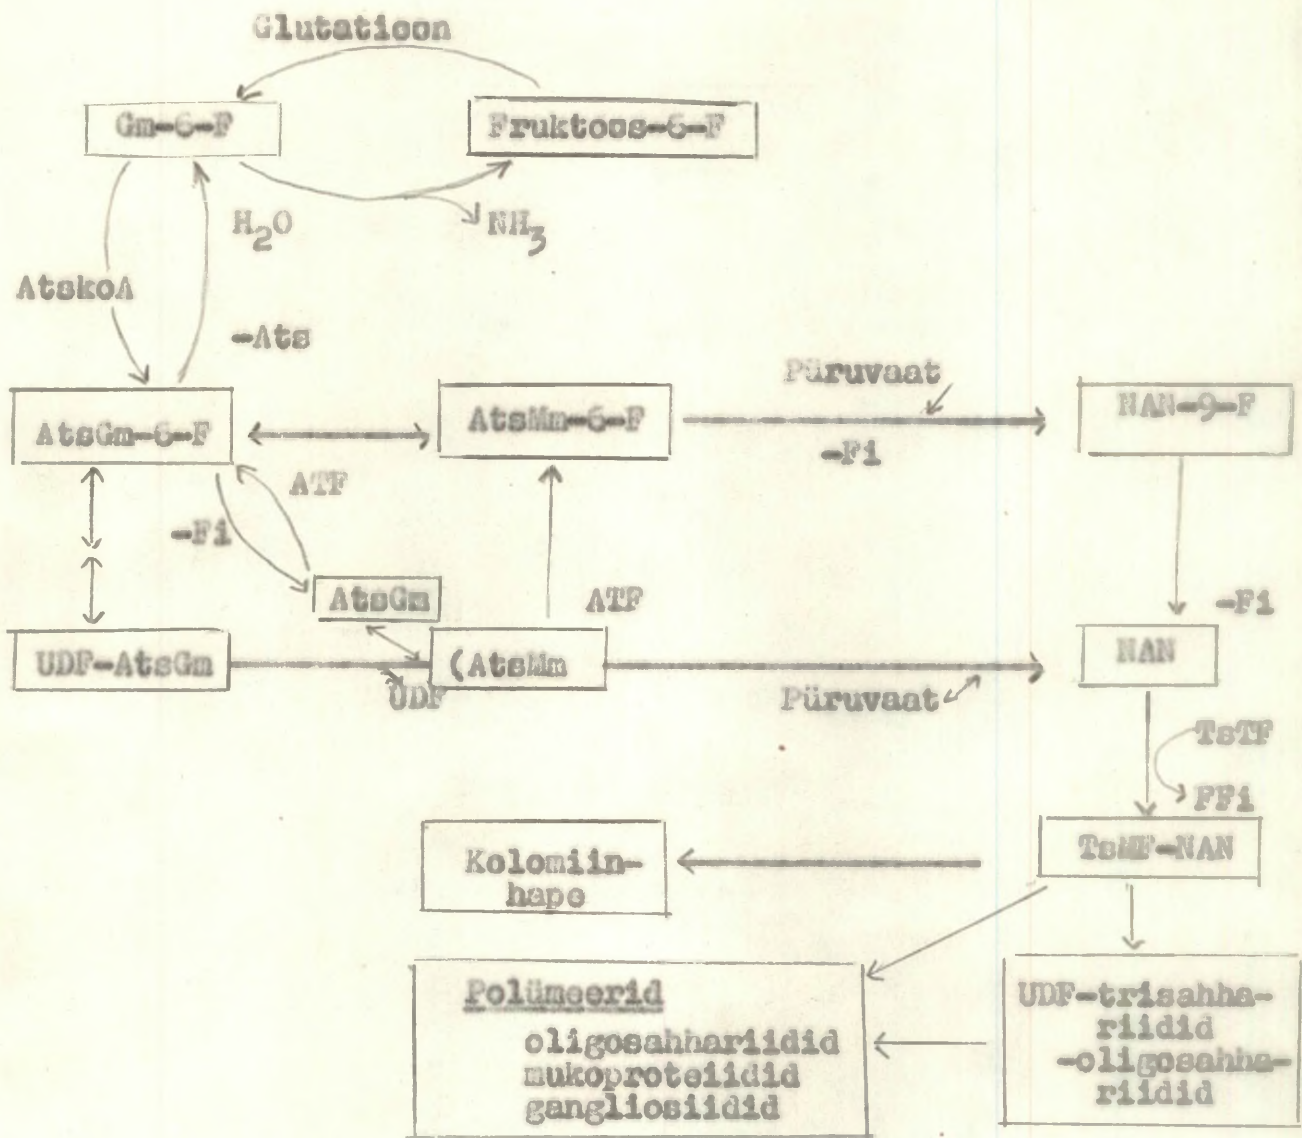 Glutatioon
Gm-6-F
Fruktoos-6-F
H2O
NH3
AtskoA
-Ats
Püruvaat
AtsGm-6-F
AtsMm-6-F
NAN-9-F
-Fi
ATF
-Fi
AtsGm
ATF
-Fi
UDF-AtsGm
(AtsMm
NAN
UDF
Püruvaat
TsTF
FFi
TsMF-NAN
Kolomiin-
hape
Polümeerid
oligosahhariidid
mukoproteiidid
gangliosiidid
UDF-trisahha-
riidid
-oligosahha-
riidid